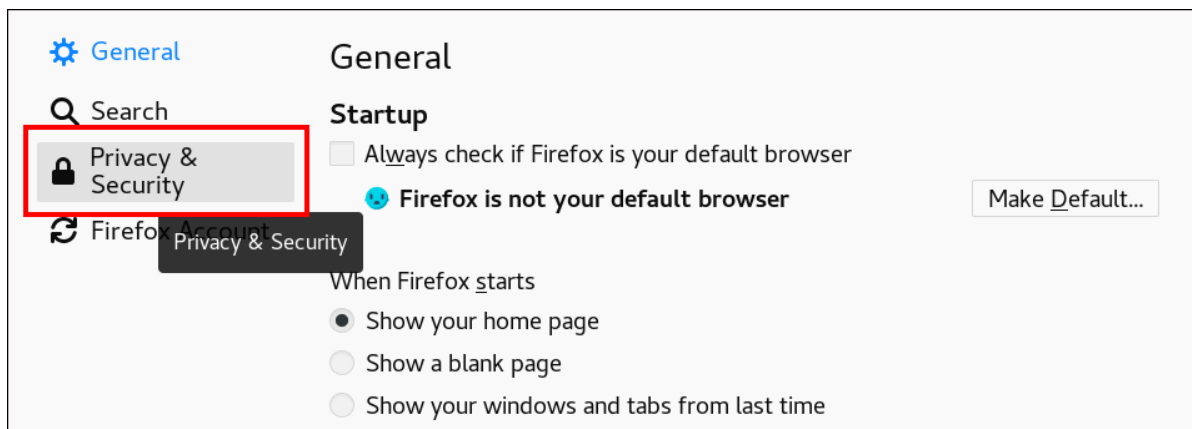 General
Search
Privacy &
Security
Firefox Account
Privacy & Security
General
Startup
Always check if Firefox is your default browser
Firefox is not your default browser
Make Default...
When Firefox starts
Show your home page
Show a blank page
Show your windows and tabs from last time